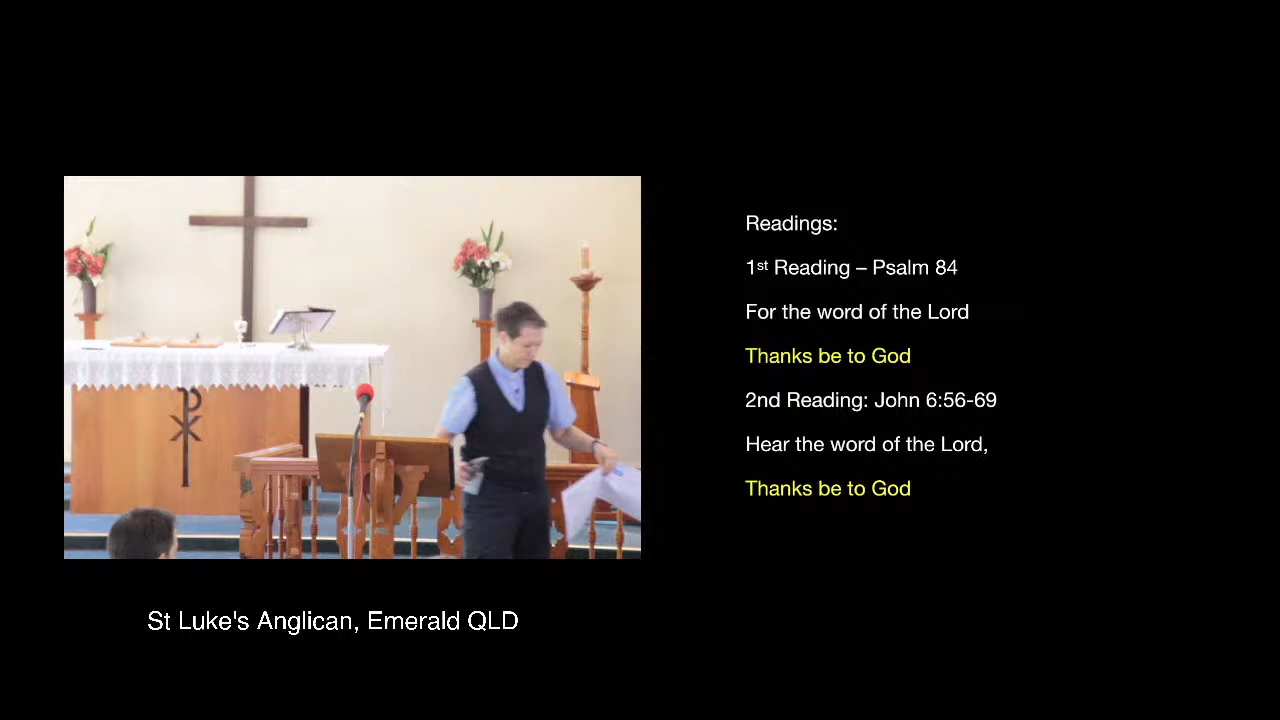 Readings:
1st Reading – Psalm 84
For the word of the Lord
Thanks be to God
2nd Reading: John 6:56-69
Hear the word of the Lord,
Thanks be to God
St Luke's Anglican, Emerald QLD